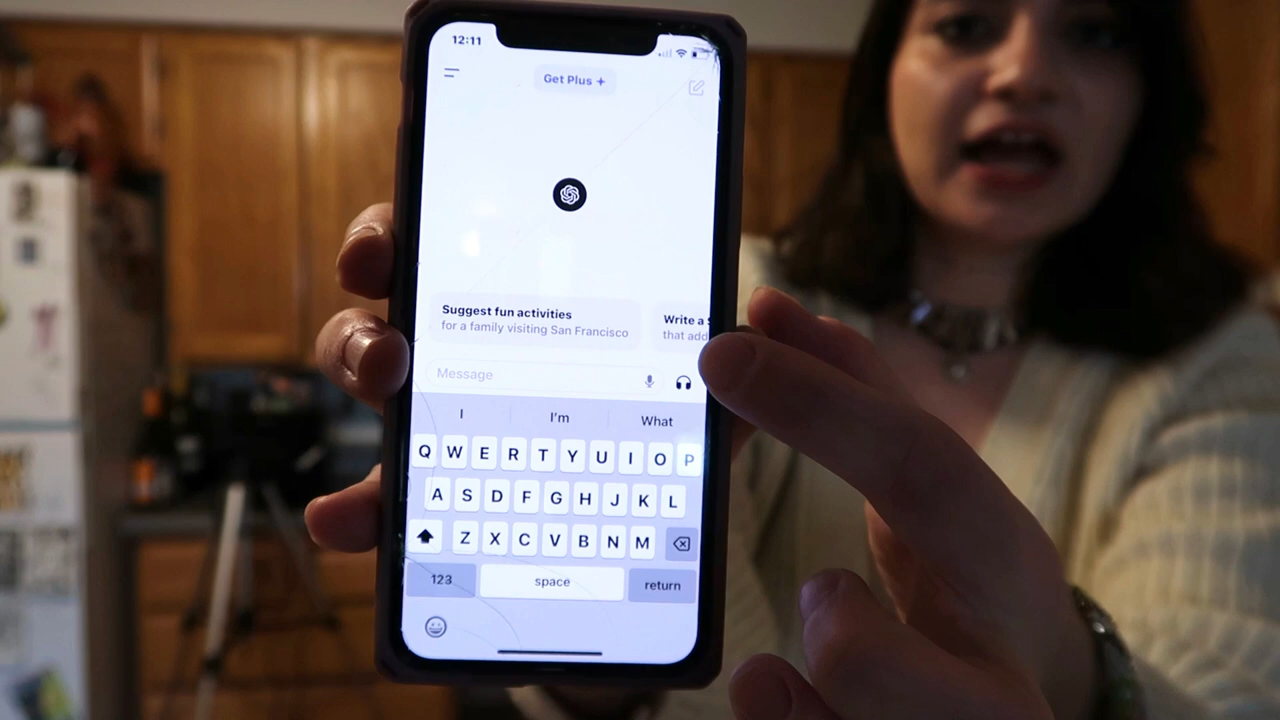 12:11
Get Plus +
Suggest fun activities
for a family visiting San Francisco
Write a
that add
Message
I I'm What
Q W E R T Y U I O P
A S D F G H J K L
Z X C V B N M
123 space return